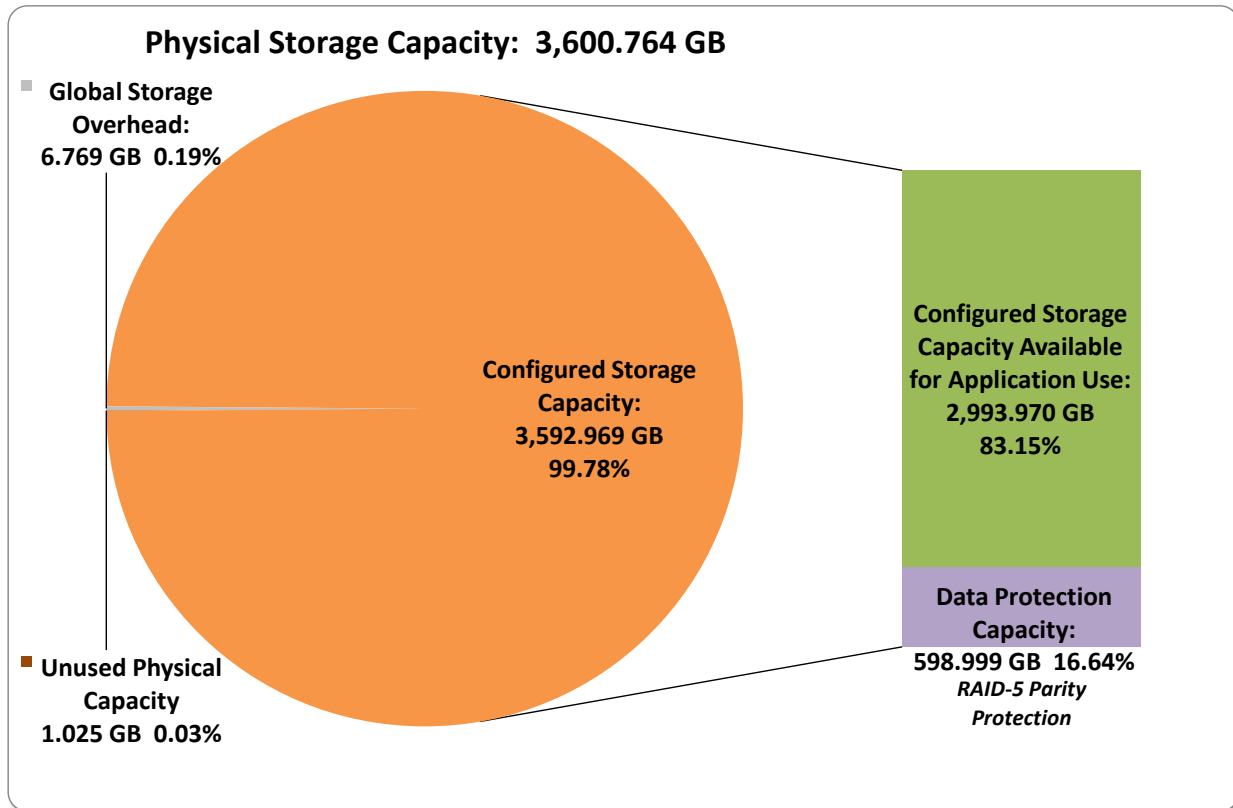 Physical Storage Capacity:  3,600.764 GB
Global Storage
Overhead:
6.769 GB  0.19%
Configured Storage
Capacity:
3,592.969 GB
99.78%
Unused Physical
Capacity
1.025 GB  0.03%
Configured Storage
Capacity Available
for Application Use:
2,993.970 GB
83.15%
Data Protection
Capacity:
598.999 GB  16.64%
RAID-5 Parity
Protection